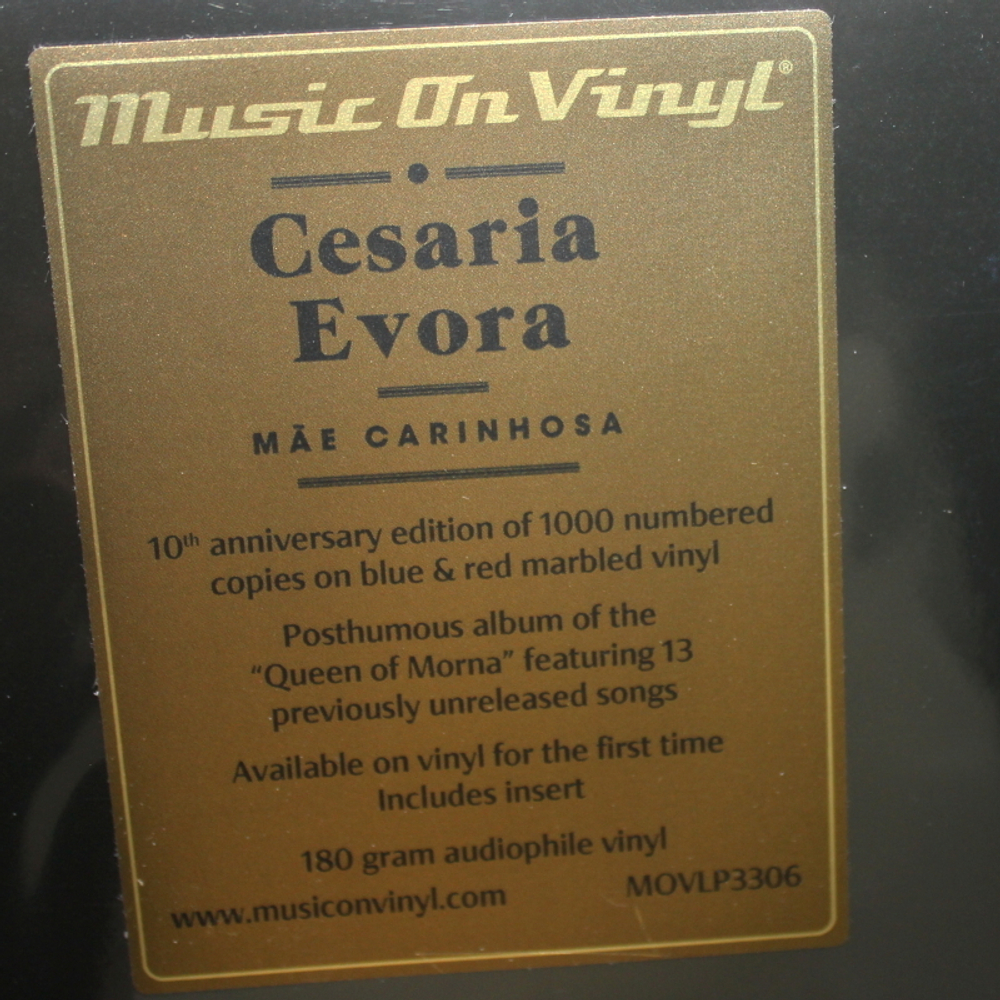 Music On Vinyl®
Cesaria
Evora
MÃE CARINHOSA
10th anniversary edition of 1000 numbered
copies on blue & red marbled vinyl
Posthumous album of the
“Queen of Morna” featuring 13
previously unreleased songs
Available on vinyl for the first time
Includes insert
180 gram audiophile vinyl
www.musiconvinyl.com MOVLP3306